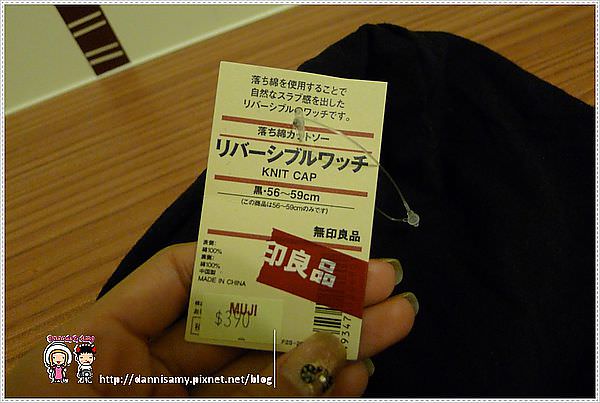 落ち綿を使用することで
自然なスラブ感を出した
リバーシブルのワッチです。
落ち綿カットソー
リバーシブルワッチ
KNIT CAP
黒・56～59cm
(この商品は56～59cmのみです)
無印良品
表側:
綿100%
裏側:
綿100%
中国製
MADE IN CHINA
印良品
MUJI
$390
9347
http://dannisamy.pixnet.net/blog